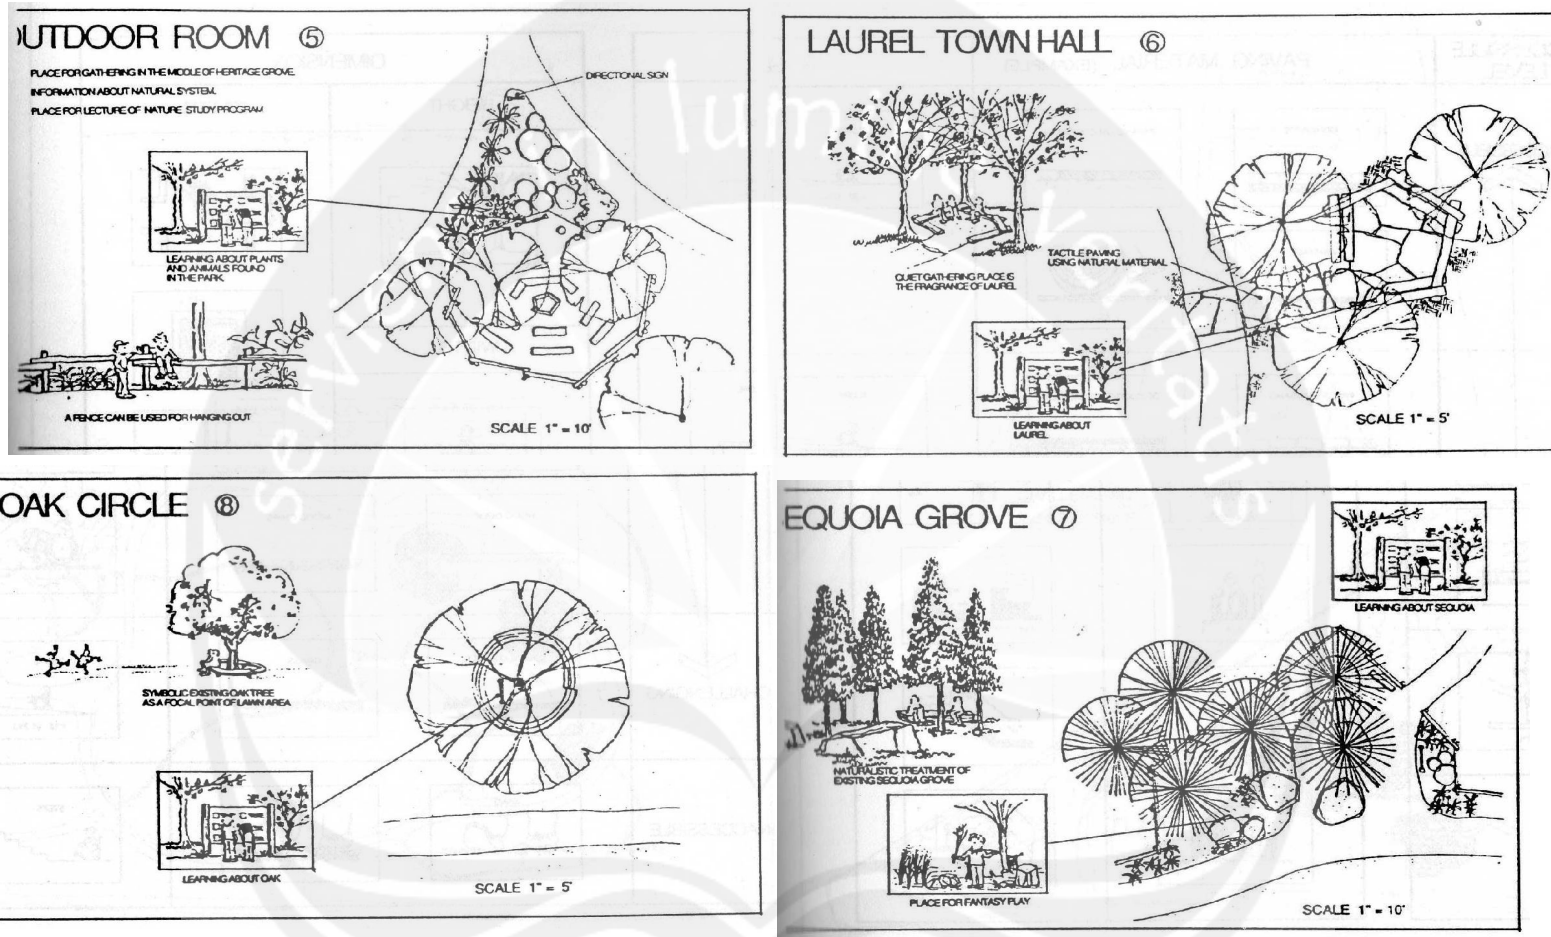 OUTDOOR ROOM ⑤
PLACE FOR GATHERING IN THE MIDDLE OF HERITAGE GROVE.
INFORMATION ABOUT NATURAL SYSTEM.
PLACE FOR LECTURE OF NATURE STUDY PROGRAM
DIRECTIONAL SIGN
LEARNING ABOUT PLANTS
AND ANIMALS FOUND
IN THE PARK.
A FENCE CAN BE USED FOR HANGING OUT
SCALE 1" = 10'
LAUREL TOWN HALL ⑥
QUIET GATHERING PLACE IS
THE FRAGRANCE OF LAUREL
TACTILE PAVING
USING NATURAL MATERIAL
LEARNING ABOUT
LAUREL
SCALE 1" = 5'
OAK CIRCLE ⑧
SYMBOLIC EXISTING OAK TREE
AS A FOCAL POINT OF LAWN AREA
LEARNING ABOUT OAK
SCALE 1" = 5'
EQUOIA GROVE ⑦
LEARNING ABOUT SEQUOIA
NATURALISTIC TREATMENT OF
EXISTING SEQUOIA GROVE
PLACE FOR FANTASY PLAY
SCALE 1" = 10'
serviens in lumine veritatis